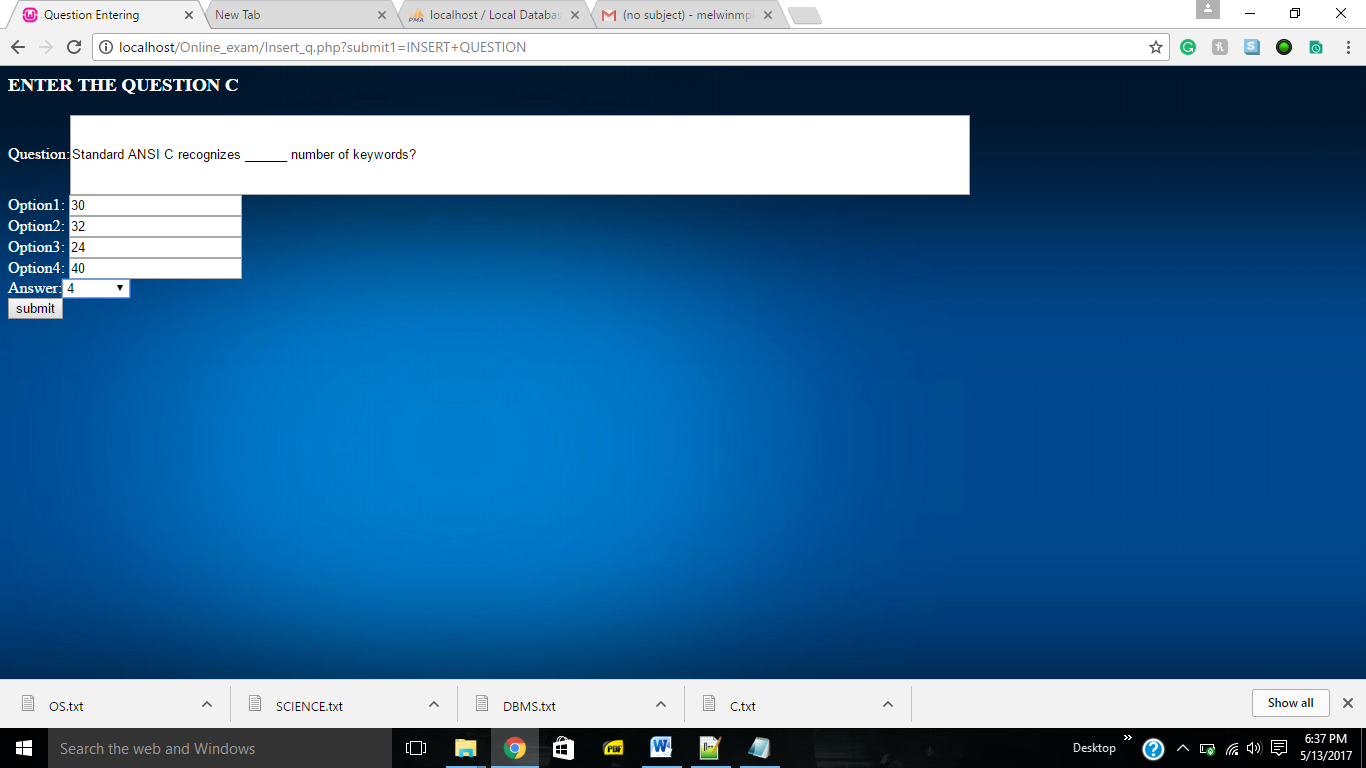 Question Entering
New Tab
localhost / Local Databas
(no subject) - melwinmp
localhost/Online_exam/Insert_q.php?submit1=INSERT+QUESTION
ENTER THE QUESTION C
Question: Standard ANSI C recognizes ______ number of keywords?
Option1: 30
Option2: 32
Option3: 24
Option4: 40
Answer: 4
submit
OS.txt
SCIENCE.txt
DBMS.txt
C.txt
Show all
Search the web and Windows
Desktop
6:37 PM
5/13/2017